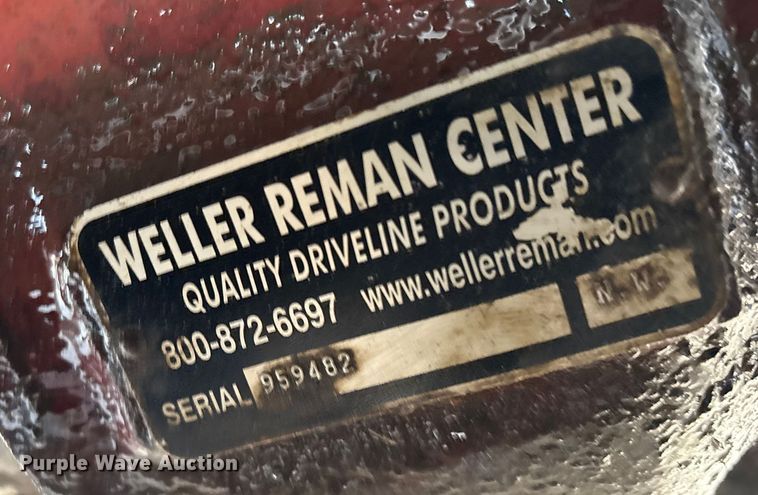 WELLER REMAN CENTER
QUALITY DRIVELINE PRODUCTS
800-872-6697 www.wellerreman.com
SERIAL 959482 N.W.
Purple Wave Auction